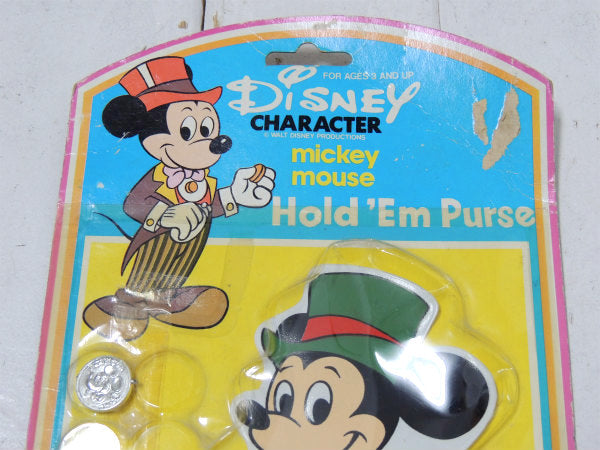 FOR AGES 3 AND UP
DISNEY
CHARACTER
© WALT DISNEY PRODUCTIONS
mickey
mouse
Hold 'Em Purse